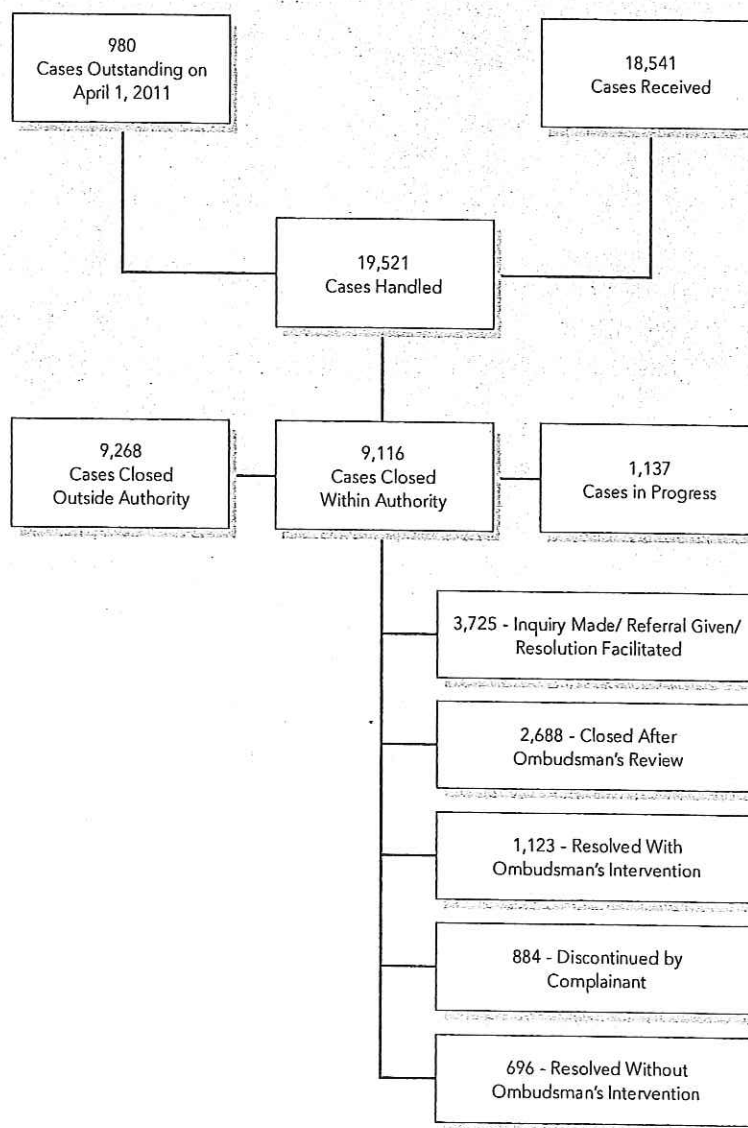 980
Cases Outstanding on
April 1, 2011
18,541
Cases Received
19,521
Cases Handled
9,268
Cases Closed
Outside Authority
9,116
Cases Closed
Within Authority
1,137
Cases in Progress
3,725 - Inquiry Made/ Referral Given/
Resolution Facilitated
2,688 - Closed After
Ombudsman's Review
1,123 - Resolved With
Ombudsman's Intervention
884 - Discontinued by
Complainant
696 - Resolved Without
Ombudsman's Intervention